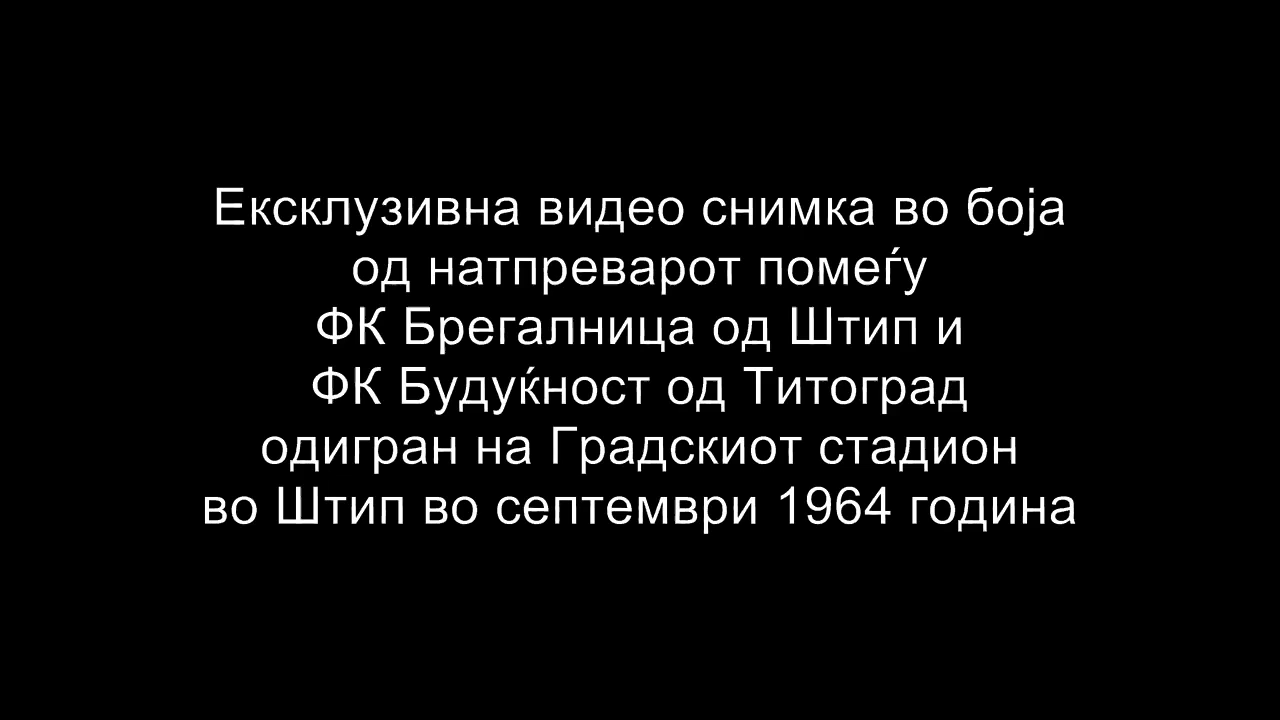 Ексклузивна видео снимка во боја
од натпреварот помеѓу
ФК Брегалница од Штип и
ФК Будуќност од Титоград
одигран на Градскиот стадион
во Штип во септември 1964 година